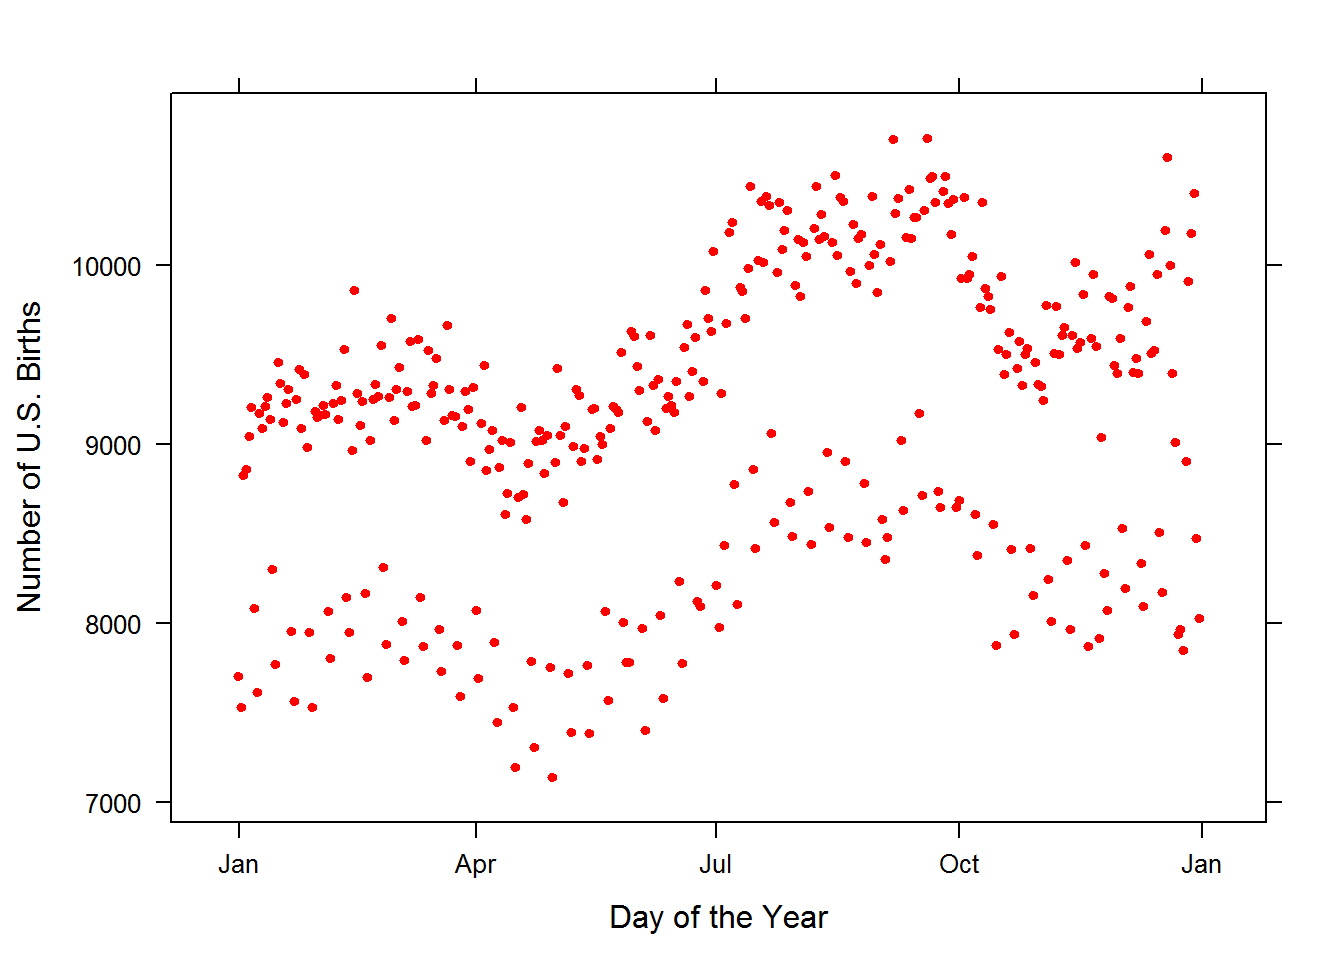 Number of U.S. Births
10000
9000
8000
7000
Jan Apr Jul Oct Jan
Day of the Year